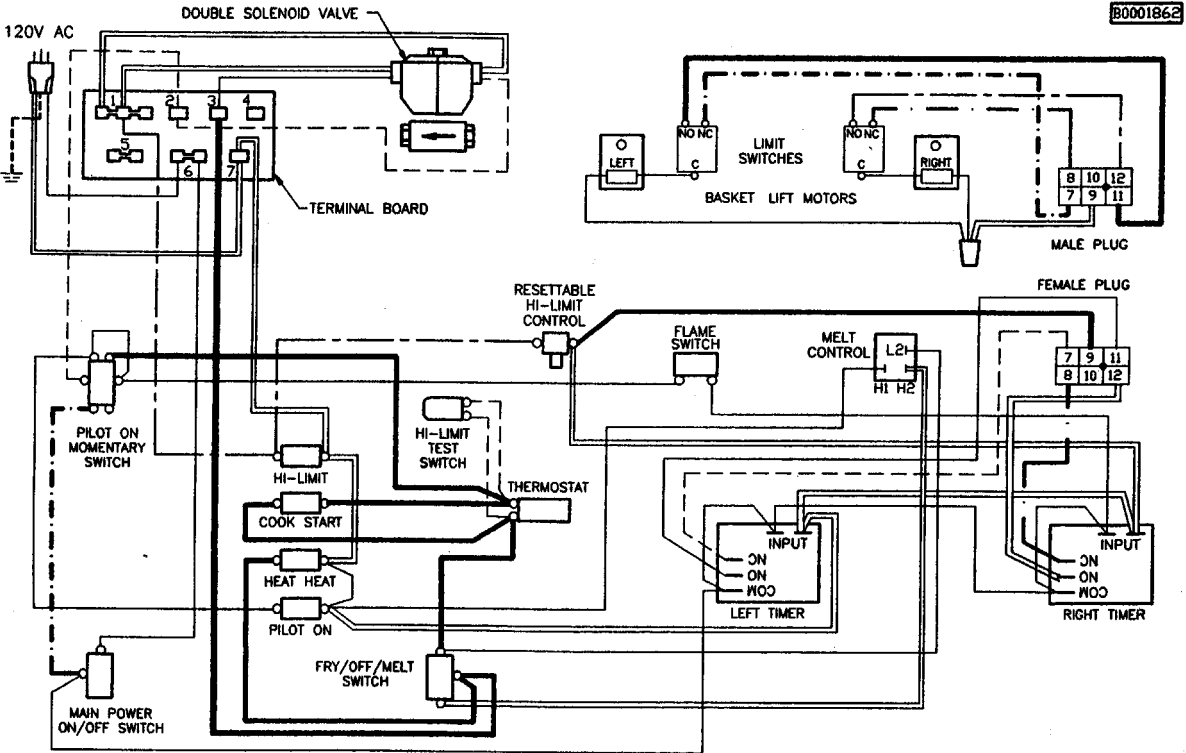 B0001862
DOUBLE SOLENOID VALVE
120V AC
1
2
3
4
5
6
7
TERMINAL BOARD
NO NC
C
LEFT
LIMIT
SWITCHES
NO NC
C
RIGHT
BASKET LIFT MOTORS
8 10 12
7 9 11
MALE PLUG
FEMALE PLUG
7 9 11
8 10 12
RESETTABLE
HI-LIMIT
CONTROL
FLAME
SWITCH
MELT
CONTROL
L2
H1 H2
PILOT ON
MOMENTARY
SWITCH
HI-LIMIT
TEST
SWITCH
HI-LIMIT
THERMOSTAT
COOK START
HEAT HEAT
PILOT ON
INPUT
NC
NO
COM
LEFT TIMER
INPUT
NC
NO
COM
RIGHT TIMER
FRY/OFF/MELT
SWITCH
MAIN POWER
ON/OFF SWITCH